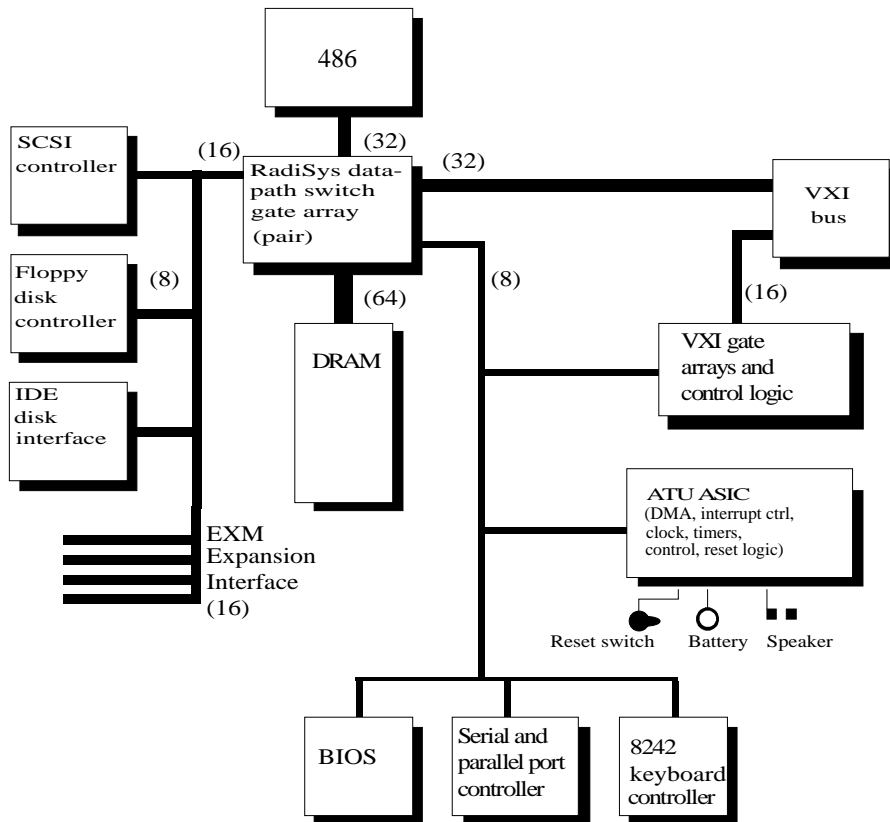 486
SCSI
controller
(16)
(32)
RadiSys data-
path switch
gate array
(pair)
(32)
VXI
bus
Floppy
disk
controller
(8)
(64)
(8)
(16)
DRAM
VXI gate
arrays and
control logic
IDE
disk
interface
ATU ASIC
(DMA, interrupt ctrl,
clock, timers,
control, reset logic)
EXM
Expansion
Interface
(16)
Reset switch
Battery
Speaker
BIOS
Serial and
parallel port
controller
8242
keyboard
controller